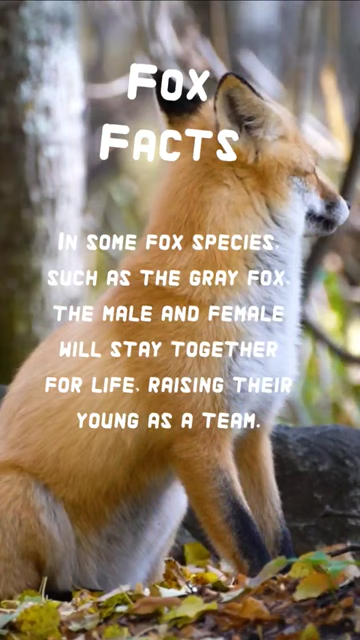 Fox
Facts
In some fox species,
such as the gray fox,
the male and female
will stay together
for life, raising their
young as a team.